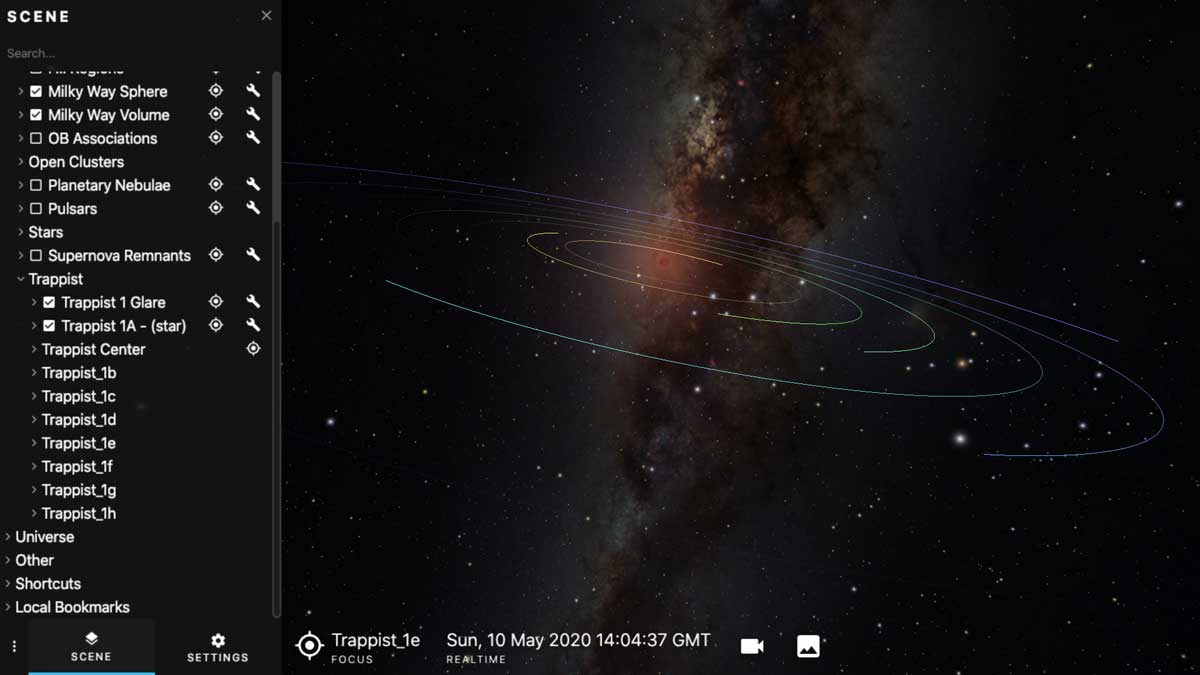 SCENE
Search...
Milky Way Sphere
Milky Way Volume
OB Associations
Open Clusters
Planetary Nebulae
Pulsars
Stars
Supernova Remnants
Trappist
Trappist 1 Glare
Trappist 1A - (star)
Trappist Center
Trappist_1b
Trappist_1c
Trappist_1d
Trappist_1e
Trappist_1f
Trappist_1g
Trappist_1h
Universe
Other
Shortcuts
Local Bookmarks
SCENE
SETTINGS
Trappist_1e
FOCUS
Sun, 10 May 2020 14:04:37 GMT
REALTIME